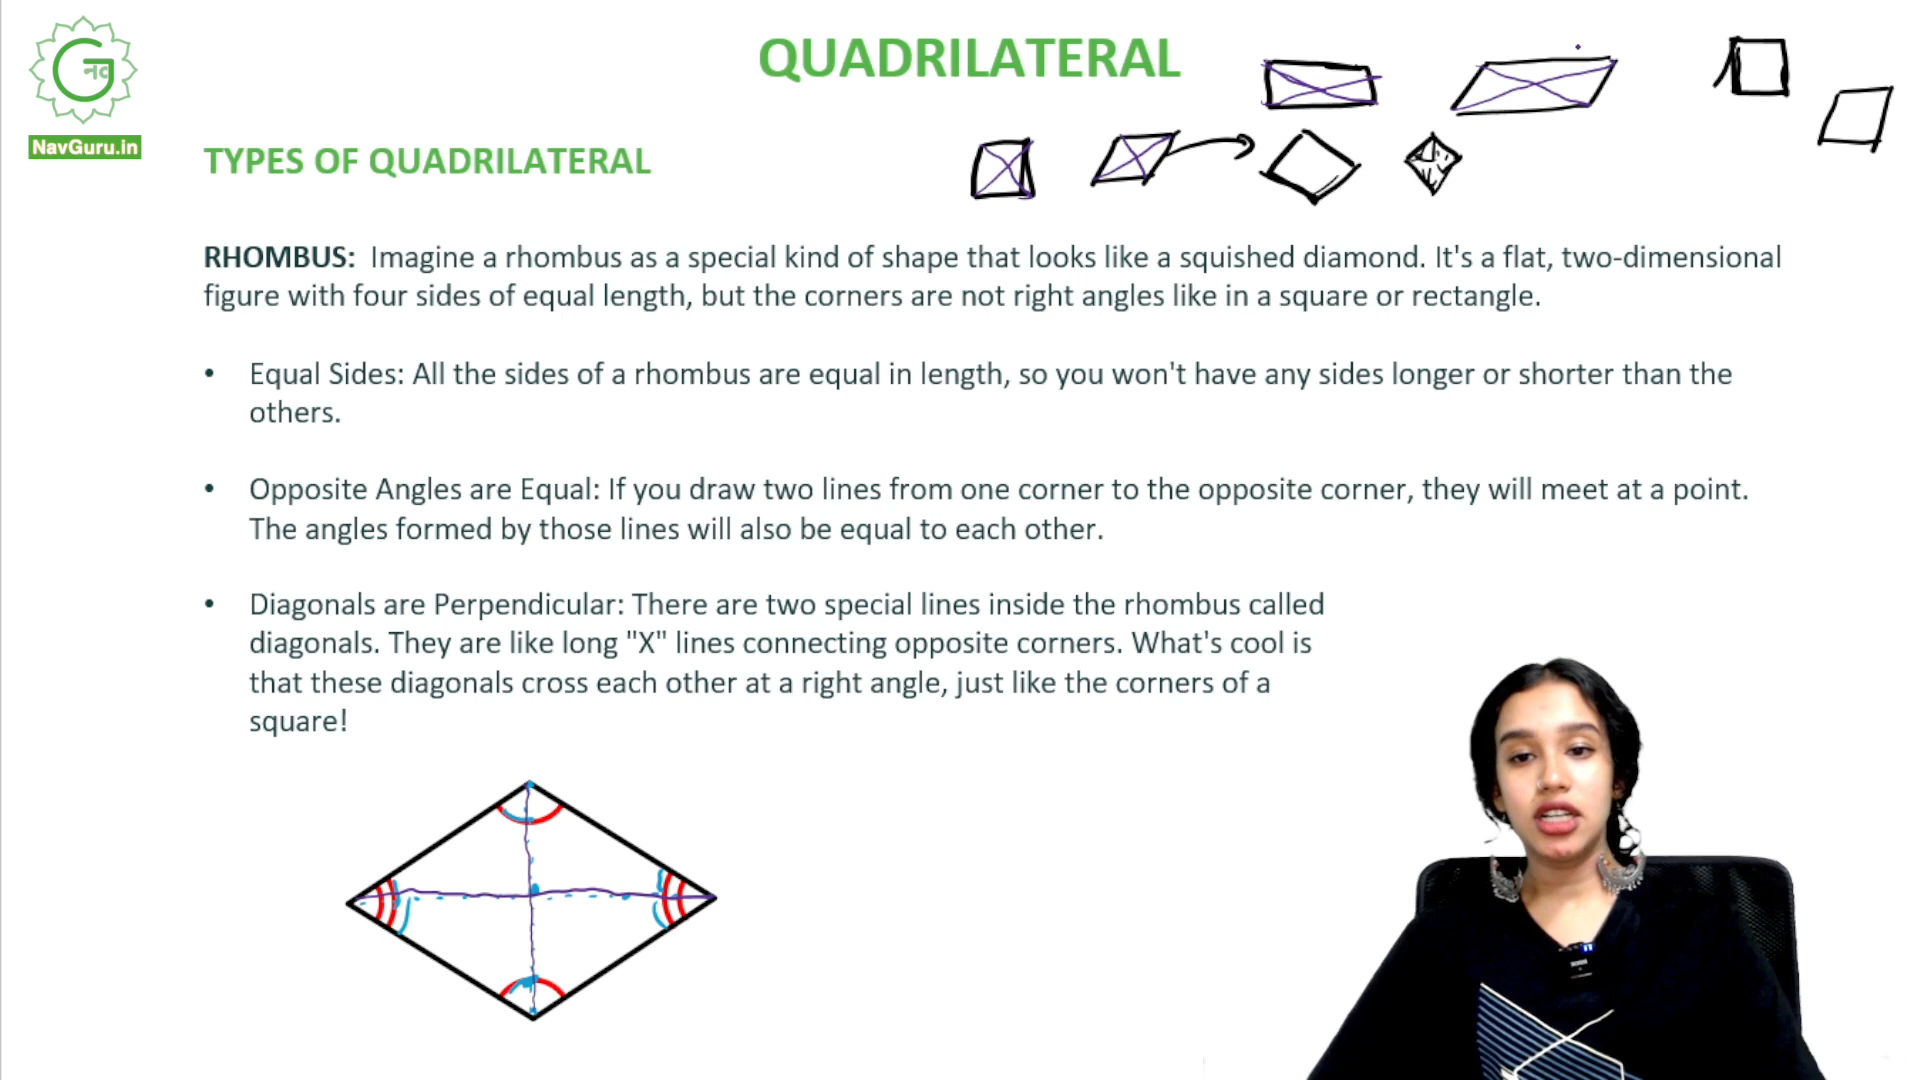 नव
NavGuru.in
QUADRILATERAL
TYPES OF QUADRILATERAL
RHOMBUS: Imagine a rhombus as a special kind of shape that looks like a squished diamond. It's a flat, two-dimensional
figure with four sides of equal length, but the corners are not right angles like in a square or rectangle.
• Equal Sides: All the sides of a rhombus are equal in length, so you won't have any sides longer or shorter than the
others.
• Opposite Angles are Equal: If you draw two lines from one corner to the opposite corner, they will meet at a point.
The angles formed by those lines will also be equal to each other.
• Diagonals are Perpendicular: There are two special lines inside the rhombus called
diagonals. They are like long "X" lines connecting opposite corners. What's cool is
that these diagonals cross each other at a right angle, just like the corners of a
square!